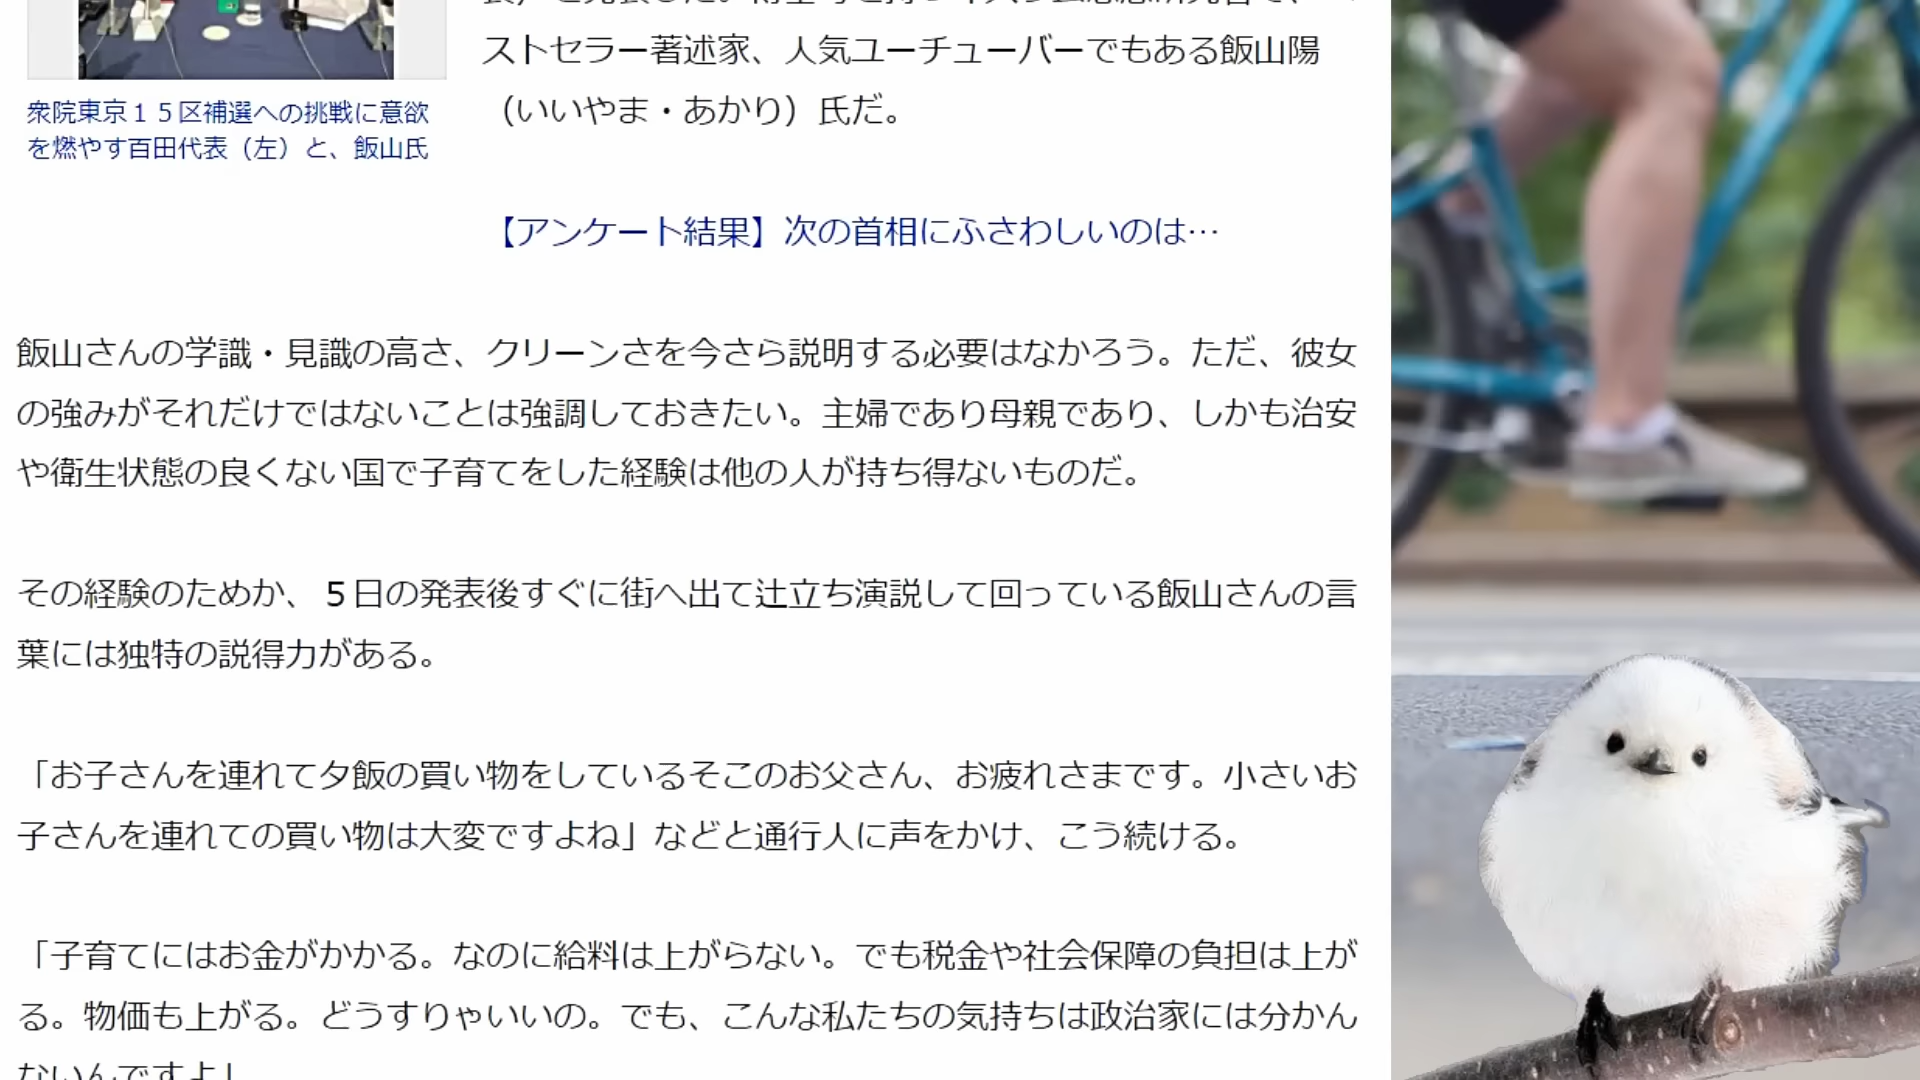 ストセラー著述家、人気ユーチューバーでもある飯山陽
（いいやま・あかり）氏だ。
衆院東京１５区補選への挑戦に意欲
を燃やす百田代表（左）と、飯山氏
【アンケート結果】次の首相にふさわしいのは…
飯山さんの学識・見識の高さ、クリーンさを今さら説明する必要はなかろう。ただ、彼女
の強みがそれだけではないことは強調しておきたい。主婦であり母親であり、しかも治安
や衛生状態の良くない国で子育てをした経験は他の人が持ち得ないものだ。
その経験のためか、５日の発表後すぐに街へ出て辻立ち演説して回っている飯山さんの言
葉には独特の説得力がある。
「お子さんを連れて夕飯の買い物をしているそこのお父さん、お疲れさまです。小さいお
子さんを連れての買い物は大変ですよね」などと通行人に声をかけ、こう続ける。
「子育てにはお金がかかる。なのに給料は上がらない。でも税金や社会保障の負担は上が
る。物価も上がる。どうすりゃいいの。でも、こんな私たちの気持ちは政治家には分かん
ないんですよ」